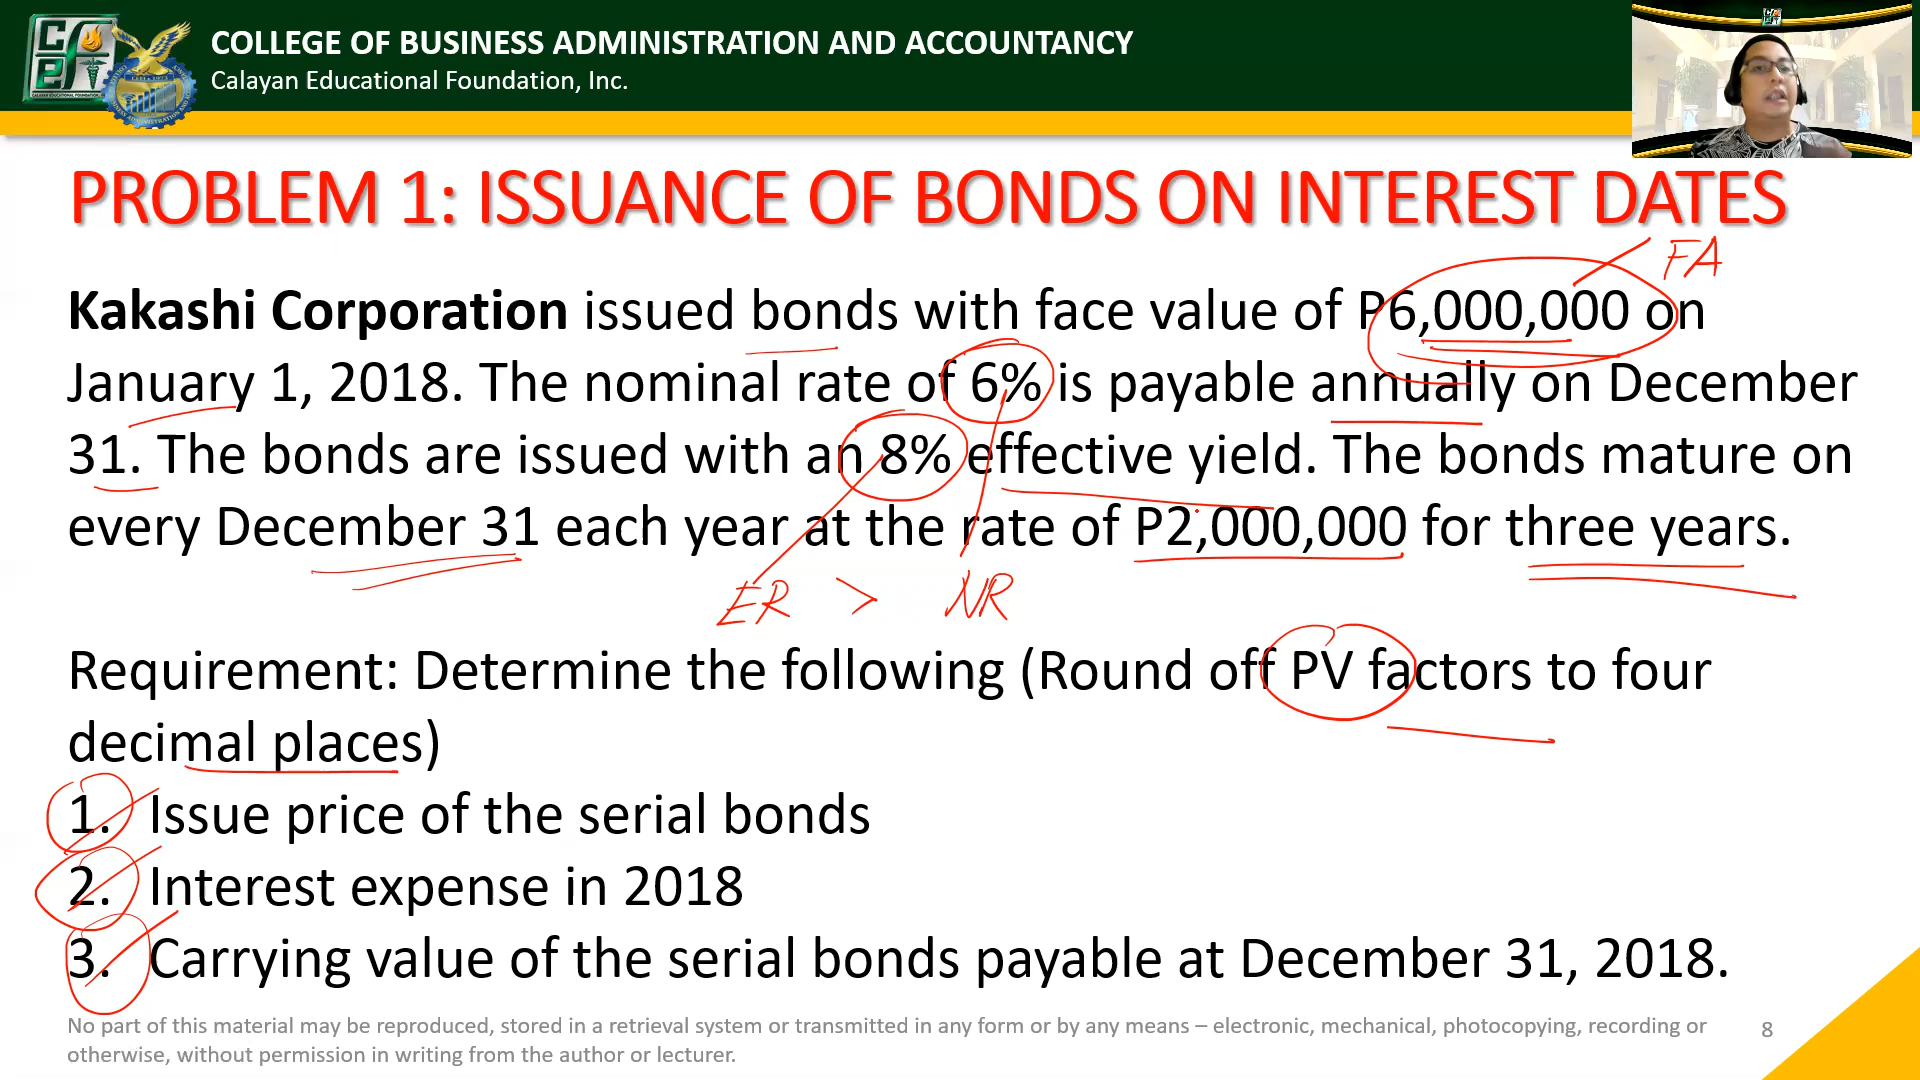 COLLEGE OF BUSINESS ADMINISTRATION AND ACCOUNTANCY
Calayan Educational Foundation, Inc.
PROBLEM 1: ISSUANCE OF BONDS ON INTEREST DATES
FA
Kakashi Corporation issued bonds with face value of P6,000,000 on
January 1, 2018. The nominal rate of 6% is payable annually on December
31. The bonds are issued with an 8% effective yield. The bonds mature on
every December 31 each year at the rate of P2,000,000 for three years.
ER > NR
Requirement: Determine the following (Round off PV factors to four
decimal places)
1. Issue price of the serial bonds
2. Interest expense in 2018
3. Carrying value of the serial bonds payable at December 31, 2018.
No part of this material may be reproduced, stored in a retrieval system or transmitted in any form or by any means – electronic, mechanical, photocopying, recording or
otherwise, without permission in writing from the author or lecturer.
8